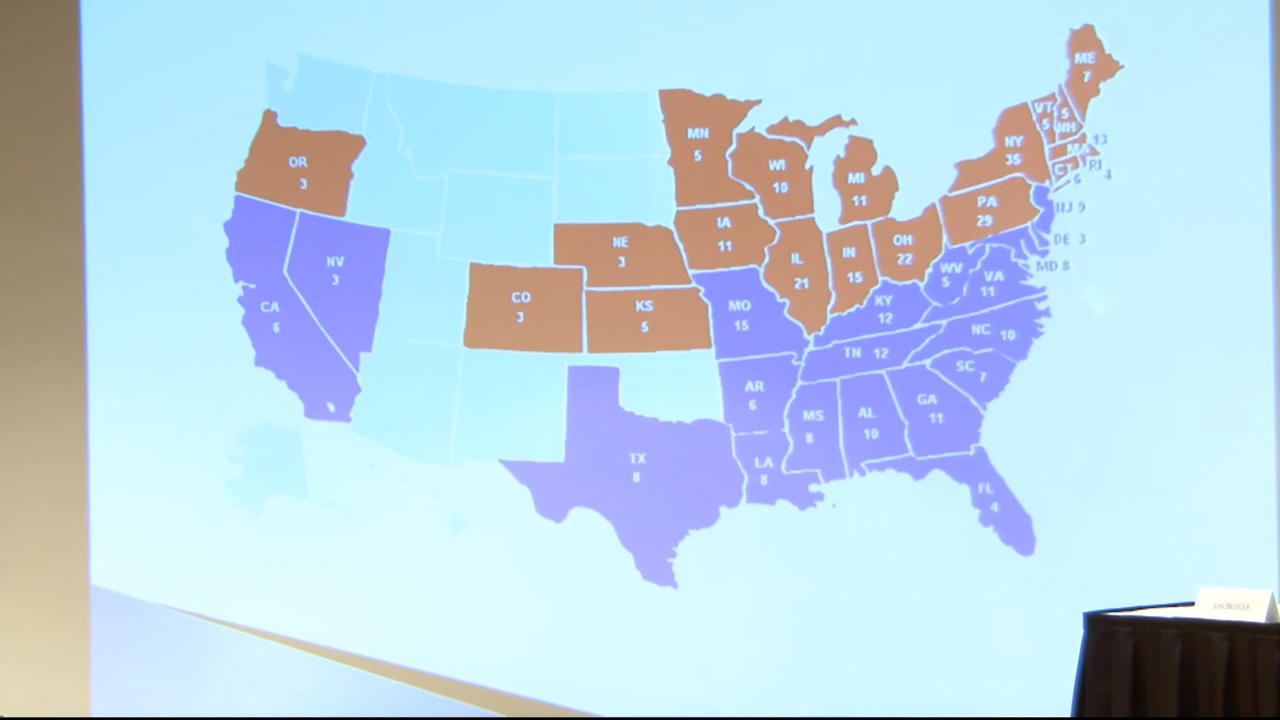 ME
7
VT
5
5
NH
MN
5
NY
35
13
MA
RI
4
CT
6
OR
3
WI
10
MI
11
PA
29
NJ 9
IA
11
NE
3
OH
22
IN
15
IL
21
DE 3
NV
3
WV
5
VA
11
MD 8
CO
3
KS
5
CA
6
MO
15
KY
12
NC 10
TN 12
SC
7
AR
6
GA
11
MS
8
AL
10
TX
8
LA
8
FL
4
JON BUTLER